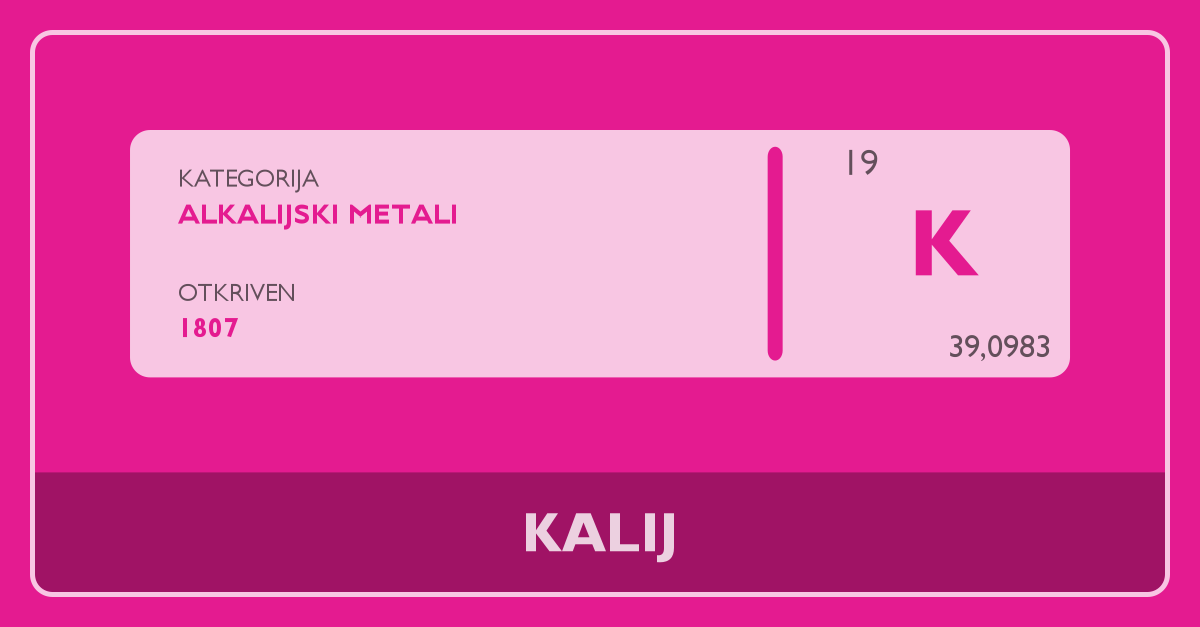 KATEGORIJA
ALKALIJSKI METALI
OTKRIVEN
1807
19
K
39,0983
KALIJ